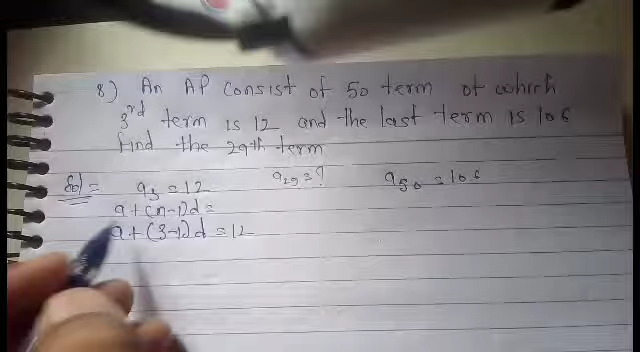 8) An AP consist of 50 term of which
3rd term is 12 and the last term is 106
Find the 29th term
Sol = a3 = 12 a29 = ? a50 = 106
a + (n-1)d =
a + (3-1)d = 12